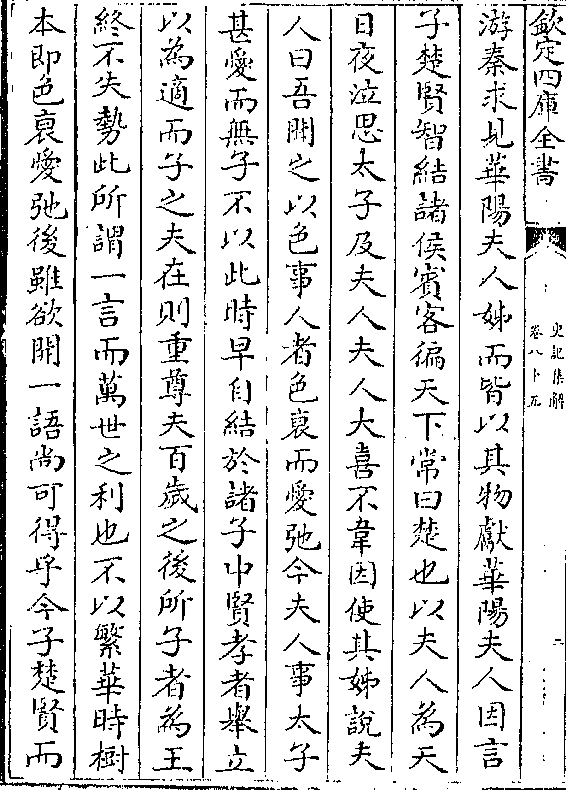 欽定四庫全書
史記集解
卷八十五
二
游秦求見華陽夫人姊而皆以其物獻華陽夫人因言
子楚賢智結諸侯賓客徧天下常曰楚也以夫人為天
日夜泣思太子及夫人夫人大喜不韋因使其姊說夫
人曰吾聞之以色事人者色衰而愛弛今夫人事太子
甚愛而無子不以此時早自結於諸子中賢孝者舉立
以為適而子之夫在則重尊夫百歲之後所子者為王
終不失勢此所謂一言而萬世之利也不以繁華時樹
本即色衰愛弛後雖欲開一語尚可得乎今子楚賢而